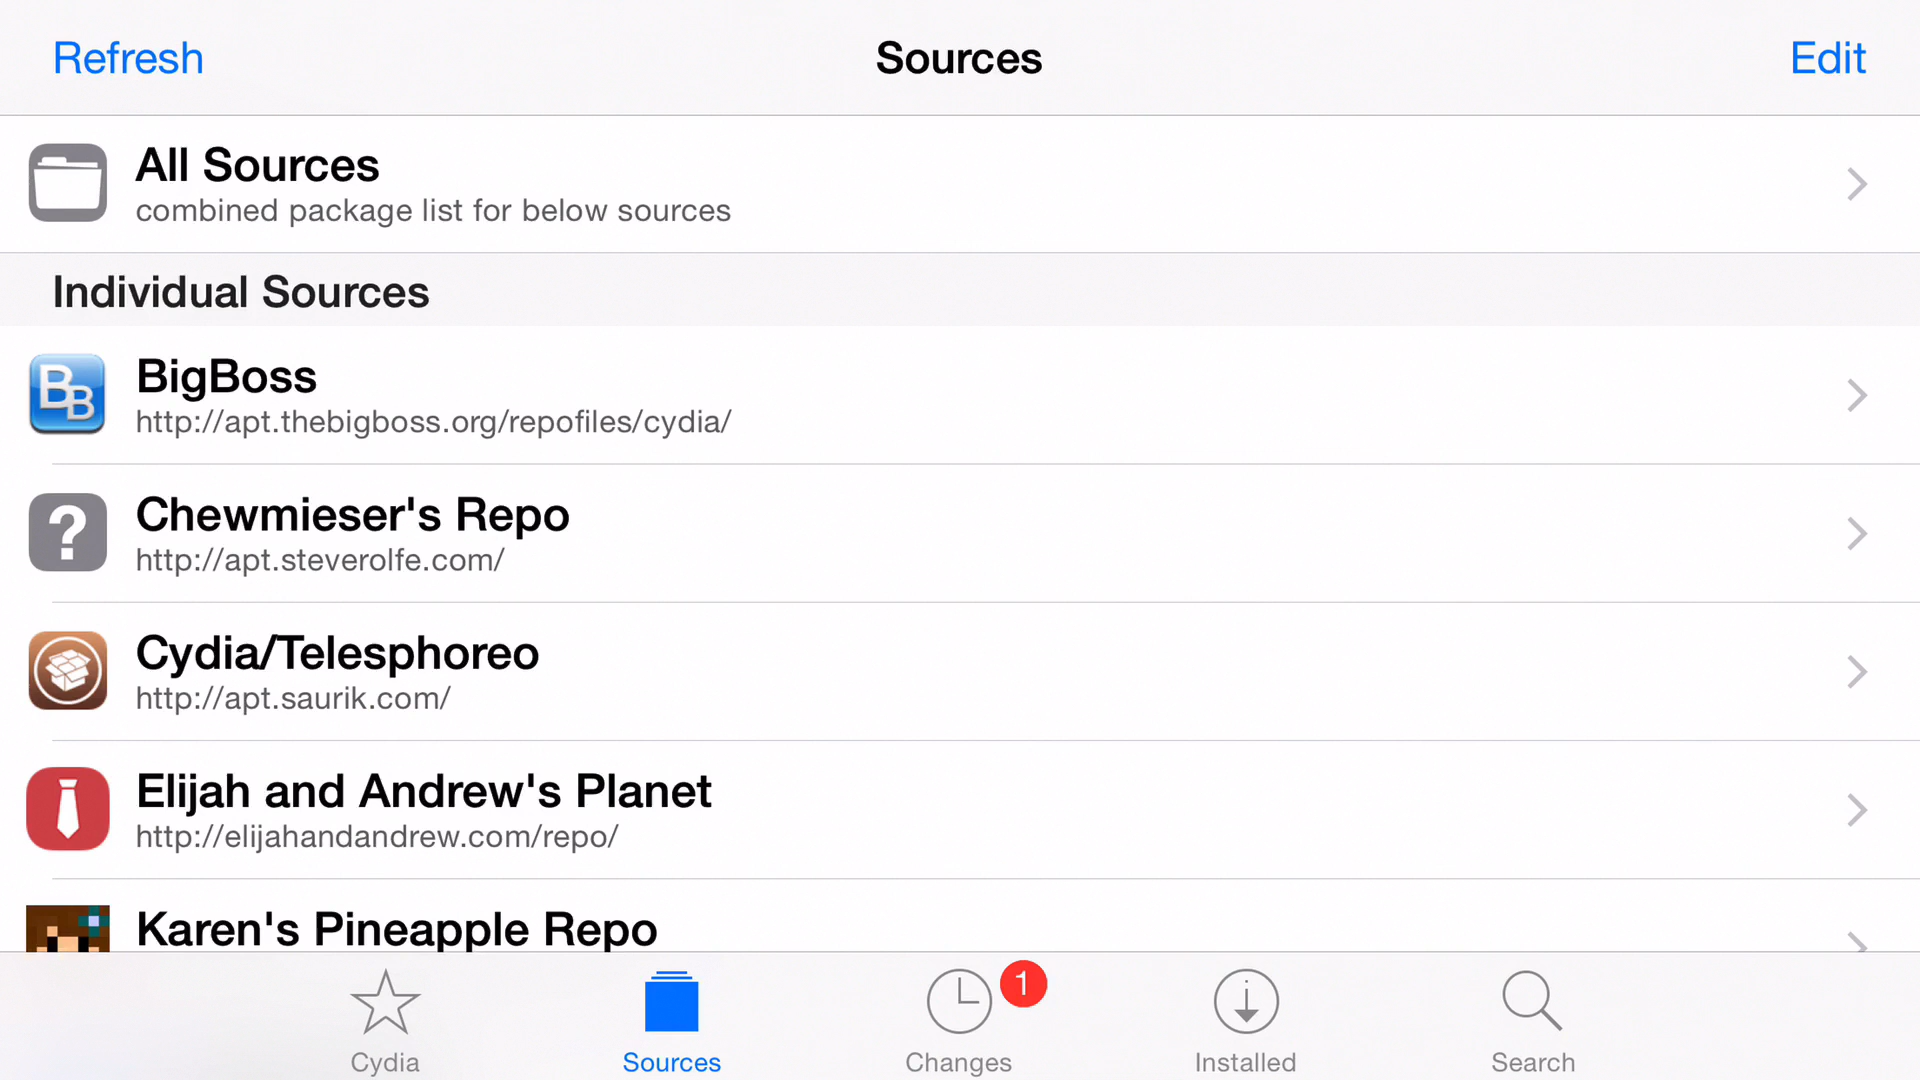 Refresh
Sources
Edit
All Sources
combined package list for below sources
Individual Sources
BB
BigBoss
http://apt.thebigboss.org/repofiles/cydia/
?
Chewmieser's Repo
http://apt.steverolfe.com/
Cydia/Telesphoreo
http://apt.saurik.com/
Elijah and Andrew's Planet
http://elijahandandrew.com/repo/
Karen's Pineapple Repo
1
Cydia
Sources
Changes
Installed
Search